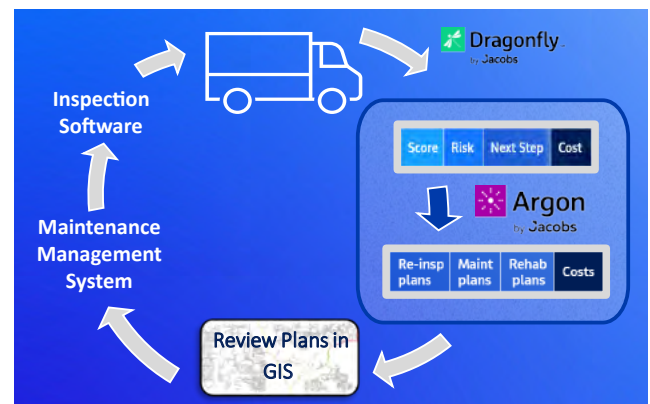 Dragonfly
by Jacobs
Inspection
Software
Score Risk Next Step Cost
Argon
by Jacobs
Maintenance
Management
System
Re-insp Maint Rehab Costs
plans plans plans
Review Plans in
GIS